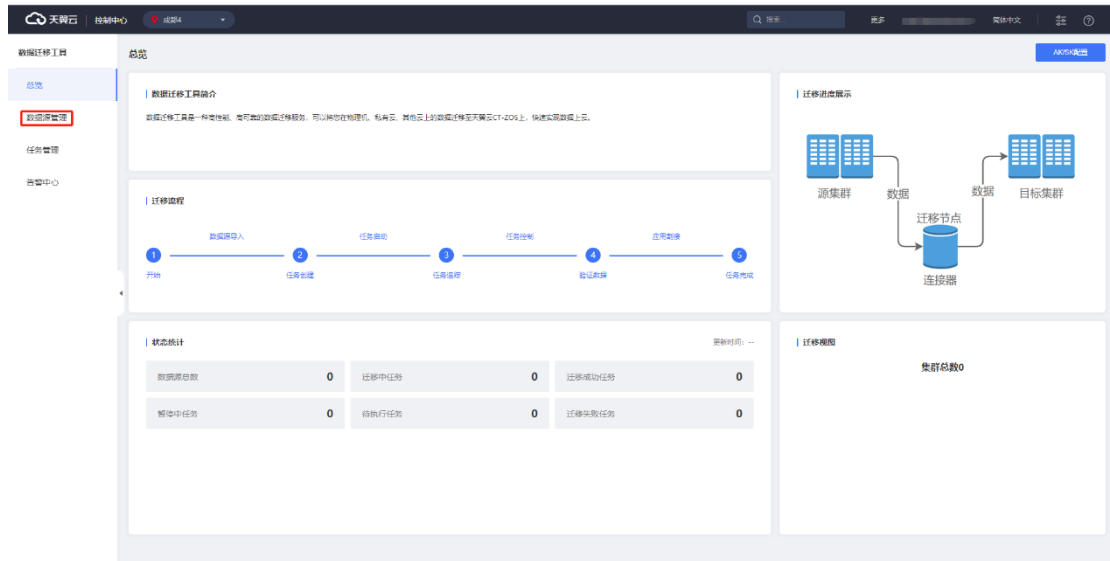 天翼云 控制中心 成都4 搜索... 更多 简体中文
数据迁移工具
总览
数据源管理
任务管理
告警中心
总览
AK/SK配置
数据迁移工具简介
数据迁移工具是一种高性能、高可靠的数据迁移服务，可以将您在物理机、私有云、其他云上的数据迁移至天翼云CT-ZOS上，快速实现数据上云。
迁移进度展示
源集群
数据
迁移节点
连接器
数据
目标集群
迁移流程
数据源导入 任务启动 任务控制 应用割接
1 2 3 4 5
开始 任务创建 任务追踪 验证数据 任务完成
状态统计
更新时间：--
数据源总数 0 迁移中任务 0 迁移成功任务 0
暂停中任务 0 待执行任务 0 迁移失败任务 0
迁移视图
集群总数0